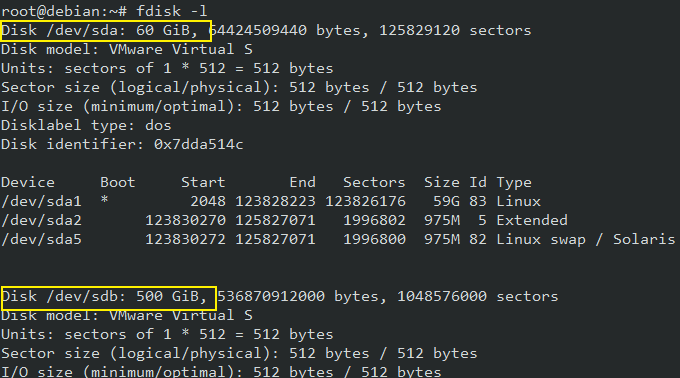 root@debian:~# fdisk -l
Disk /dev/sda: 60 GiB, 64424509440 bytes, 125829120 sectors
Disk model: VMware Virtual S
Units: sectors of 1 * 512 = 512 bytes
Sector size (logical/physical): 512 bytes / 512 bytes
I/O size (minimum/optimal): 512 bytes / 512 bytes
Disklabel type: dos
Disk identifier: 0x7dda514c
Device     Boot     Start       End   Sectors  Size Id Type
/dev/sda1  *         2048 123828223 123826176   59G 83 Linux
/dev/sda2       123830270 125827071   1996802  975M  5 Extended
/dev/sda5       123830272 125827071   1996800  975M 82 Linux swap / Solaris
Disk /dev/sdb: 500 GiB, 536870912000 bytes, 1048576000 sectors
Disk model: VMware Virtual S
Units: sectors of 1 * 512 = 512 bytes
Sector size (logical/physical): 512 bytes / 512 bytes
I/O size (minimum/optimal): 512 bytes / 512 bytes